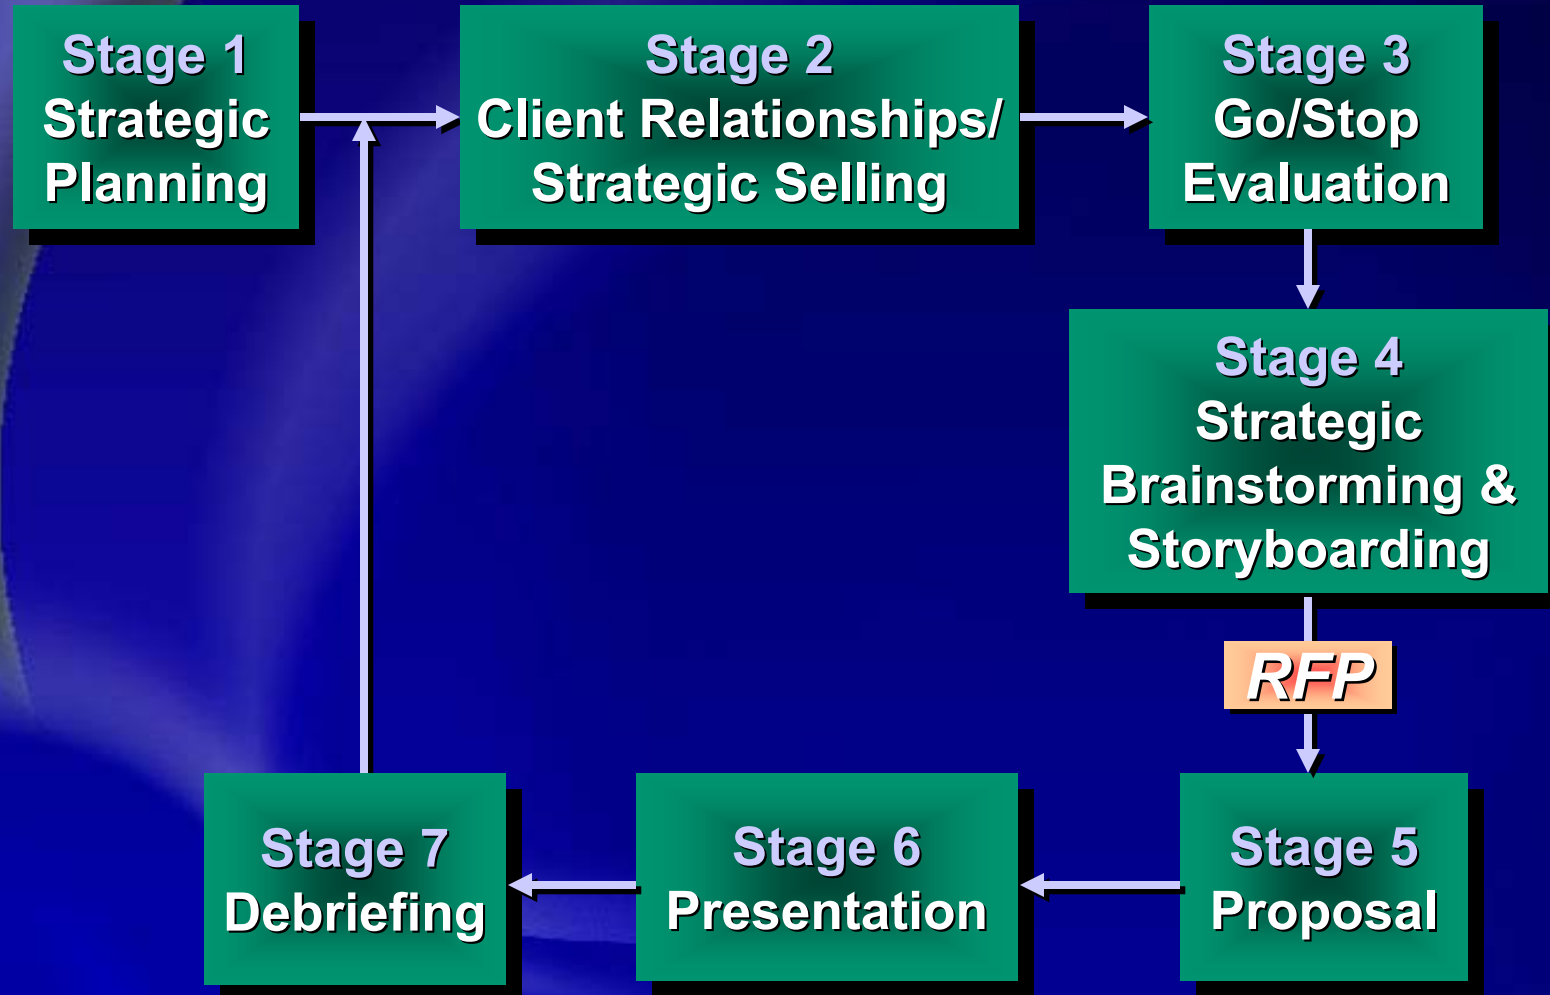 Stage 1
Strategic
Planning
Stage 2
Client Relationships/
Strategic Selling
Stage 3
Go/Stop
Evaluation
Stage 4
Strategic
Brainstorming &
Storyboarding
RFP
Stage 5
Proposal
Stage 6
Presentation
Stage 7
Debriefing